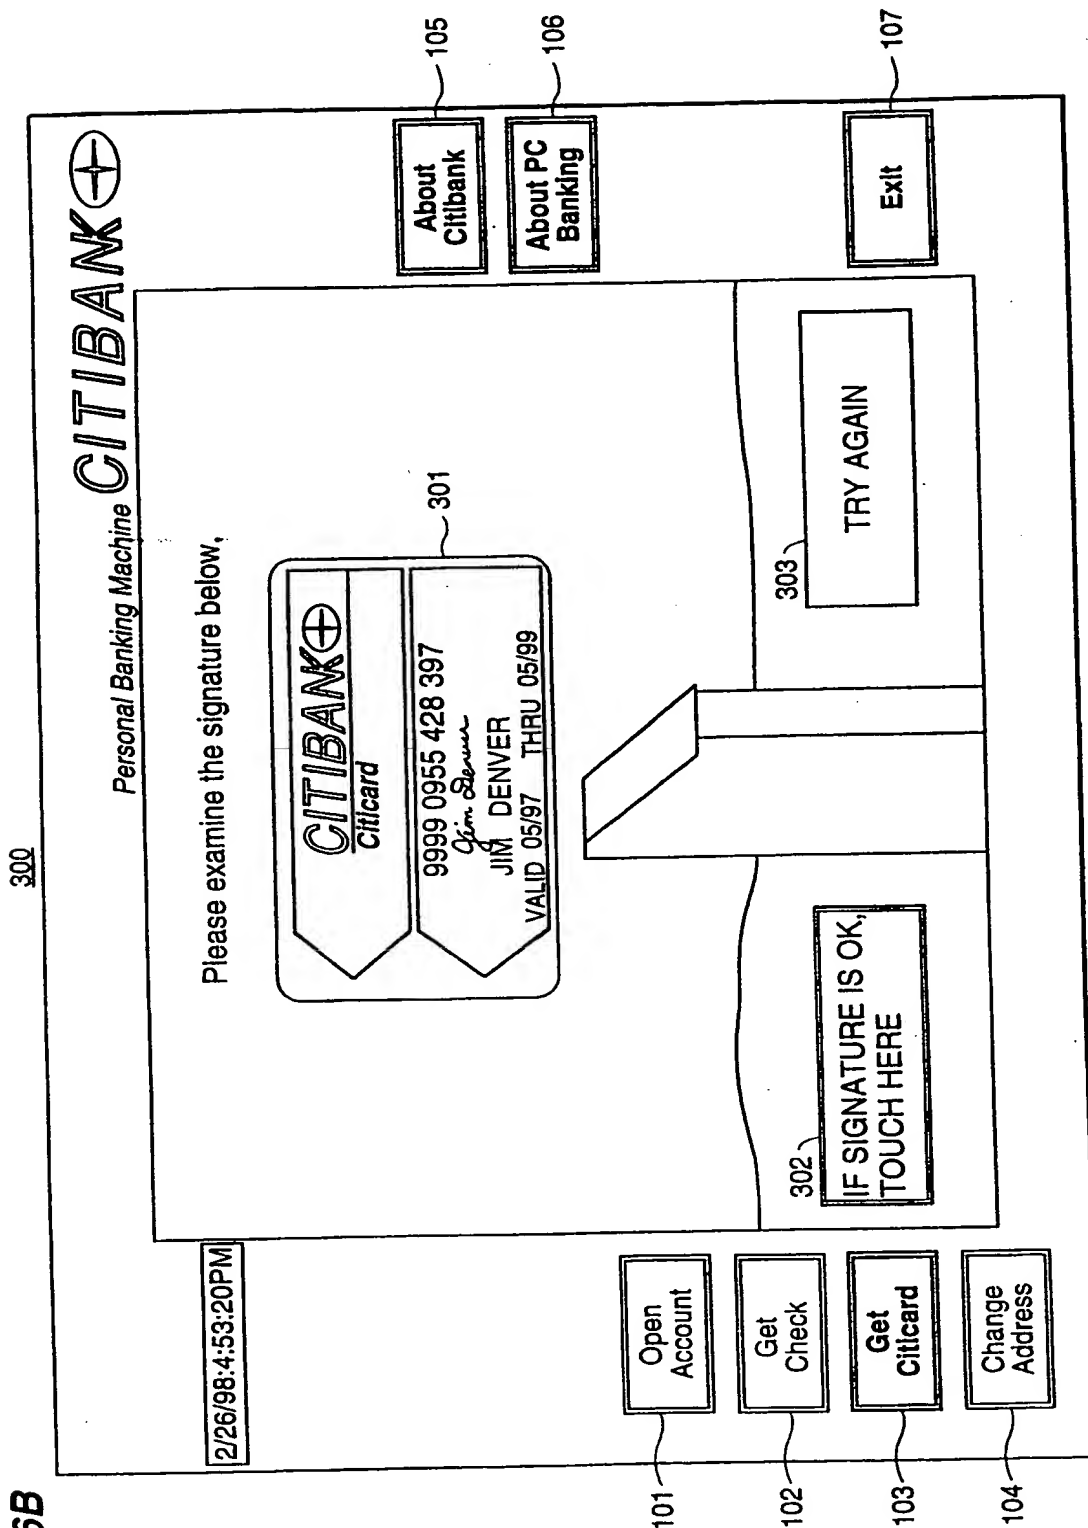 6B
300
Personal Banking Machine CITIBANK
2/26/98:4:53:20PM
Please examine the signature below,
CITIBANK
Citicard
9999 0955 428 397
Jim Denver
JIM DENVER
VALID 05/97 THRU 05/99
301
Open
Account
101
Get
Check
102
Get
Citicard
103
Change
Address
104
302
IF SIGNATURE IS OK,
TOUCH HERE
303
TRY AGAIN
About
Citibank
105
About PC
Banking
106
Exit
107